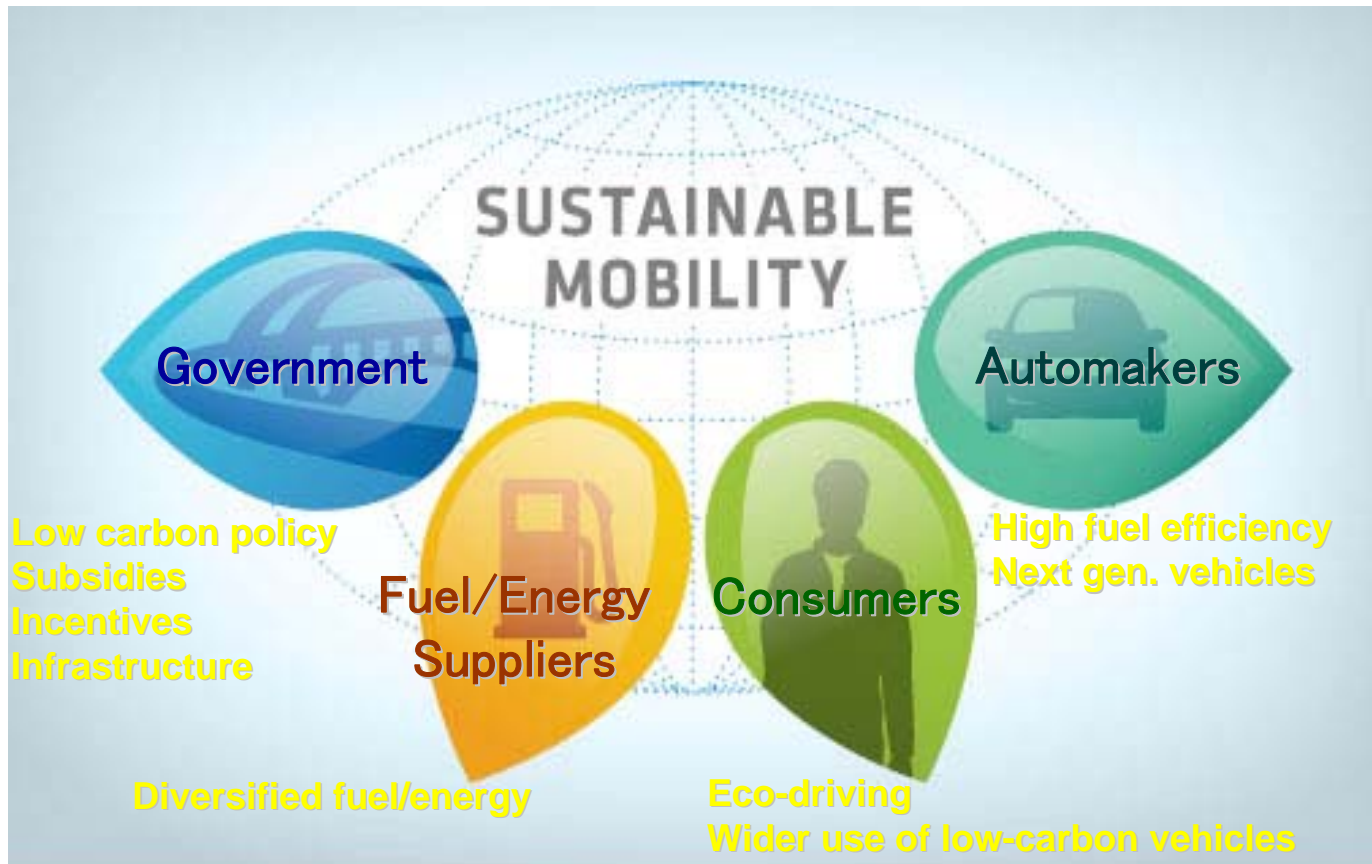 SUSTAINABLE
MOBILITY
Government
Automakers
Low carbon policy
Subsidies
Incentives
Infrastructure
High fuel efficiency
Next gen. vehicles
Fuel/Energy
Suppliers
Consumers
Diversified fuel/energy
Eco-driving
Wider use of low-carbon vehicles